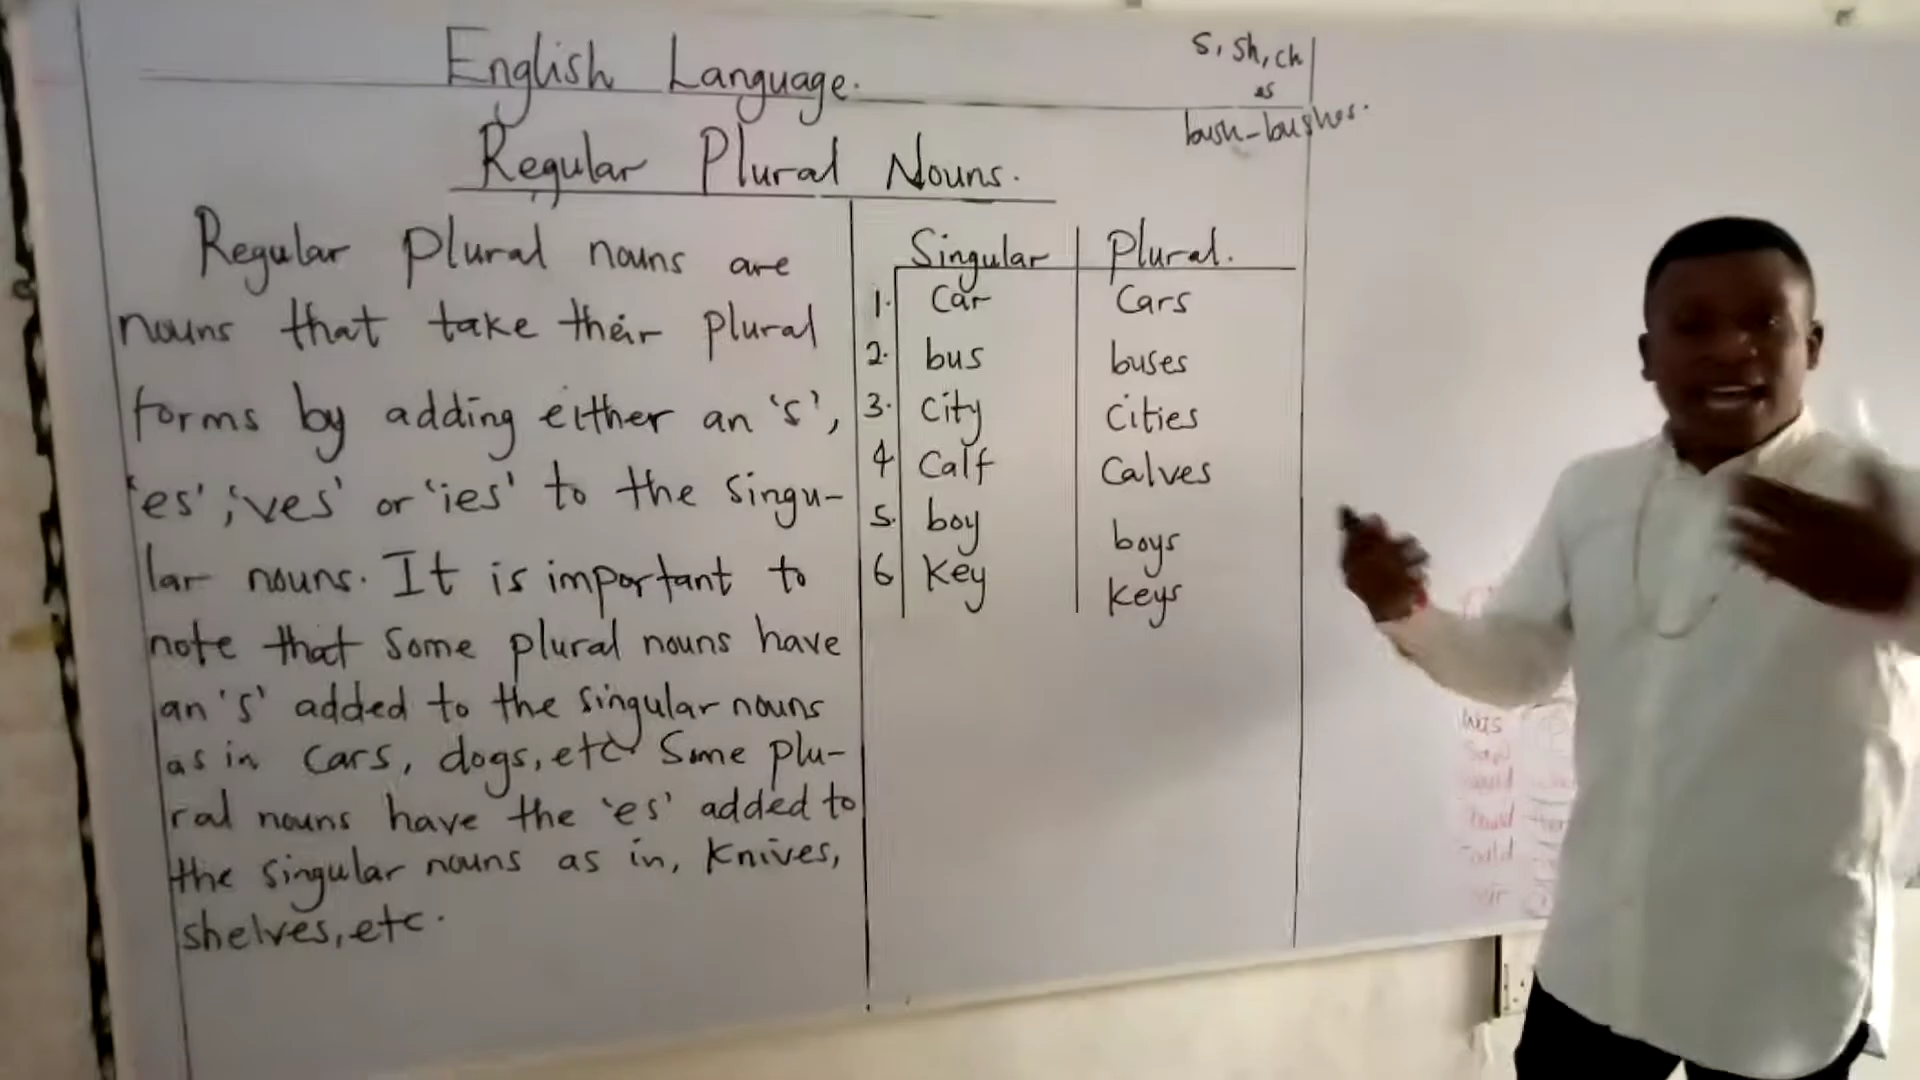 English Language.
s, sh, ch
es
bush-bushes.
Regular Plural Nouns.
Regular plural nouns are
nouns that take their plural
forms by adding either an 's',
'es', 'ves' or 'ies' to the singu-
lar nouns. It is important to
note that some plural nouns have
an 's' added to the singular nouns
as in cars, dogs, etc. Some plu-
ral nouns have the 'es' added to
the singular nouns as in, knives,
shelves, etc.
Singular Plural.
1. Car Cars
2. bus buses
3. City Cities
4 Calf Calves
5. boy boys
6 Key Keys